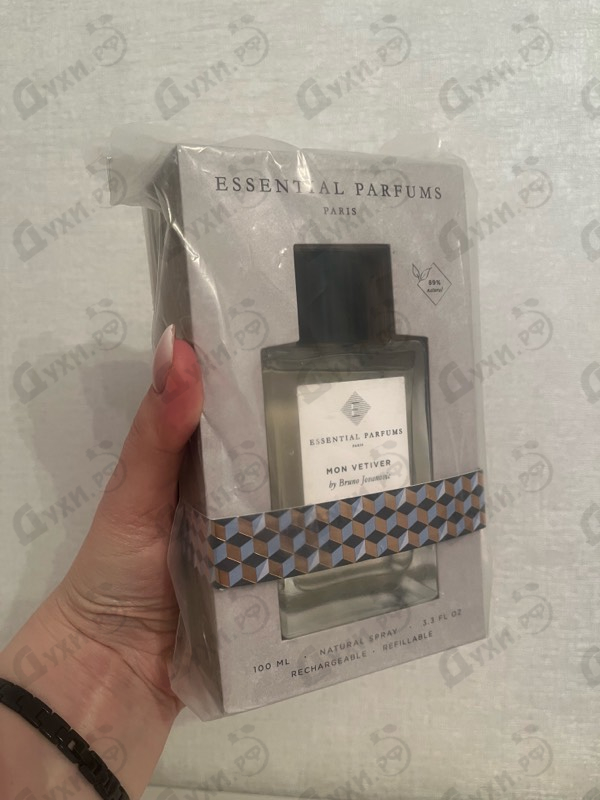 ESSENTIAL PARFUMS
PARIS
89%
natural
E
ESSENTIAL PARFUMS
PARIS
MON VETIVER
by Bruno Jovanovic
100 ML · NATURAL SPRAY · 3.3 FL OZ
RECHARGEABLE · REFILLABLE
Духи.рф